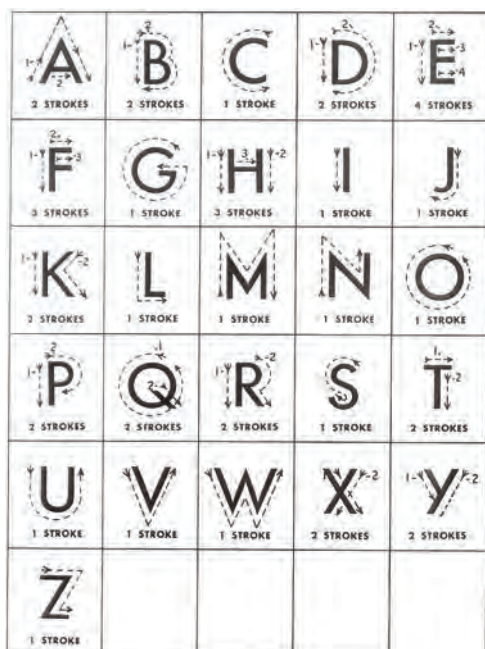 A B C D E
2 STROKES 2 STROKES 1 STROKE 2 STROKES 4 STROKES
F G H I J
3 STROKES 1 STROKE 3 STROKES 1 STROKE 1 STROKE
K L M N O
2 STROKES 1 STROKE 1 STROKE 1 STROKE 1 STROKE
P Q R S T
2 STROKES 2 STROKES 2 STROKES 1 STROKE 2 STROKES
U V W X Y
1 STROKE 1 STROKE 1 STROKE 2 STROKES 2 STROKES
Z
1 STROKE